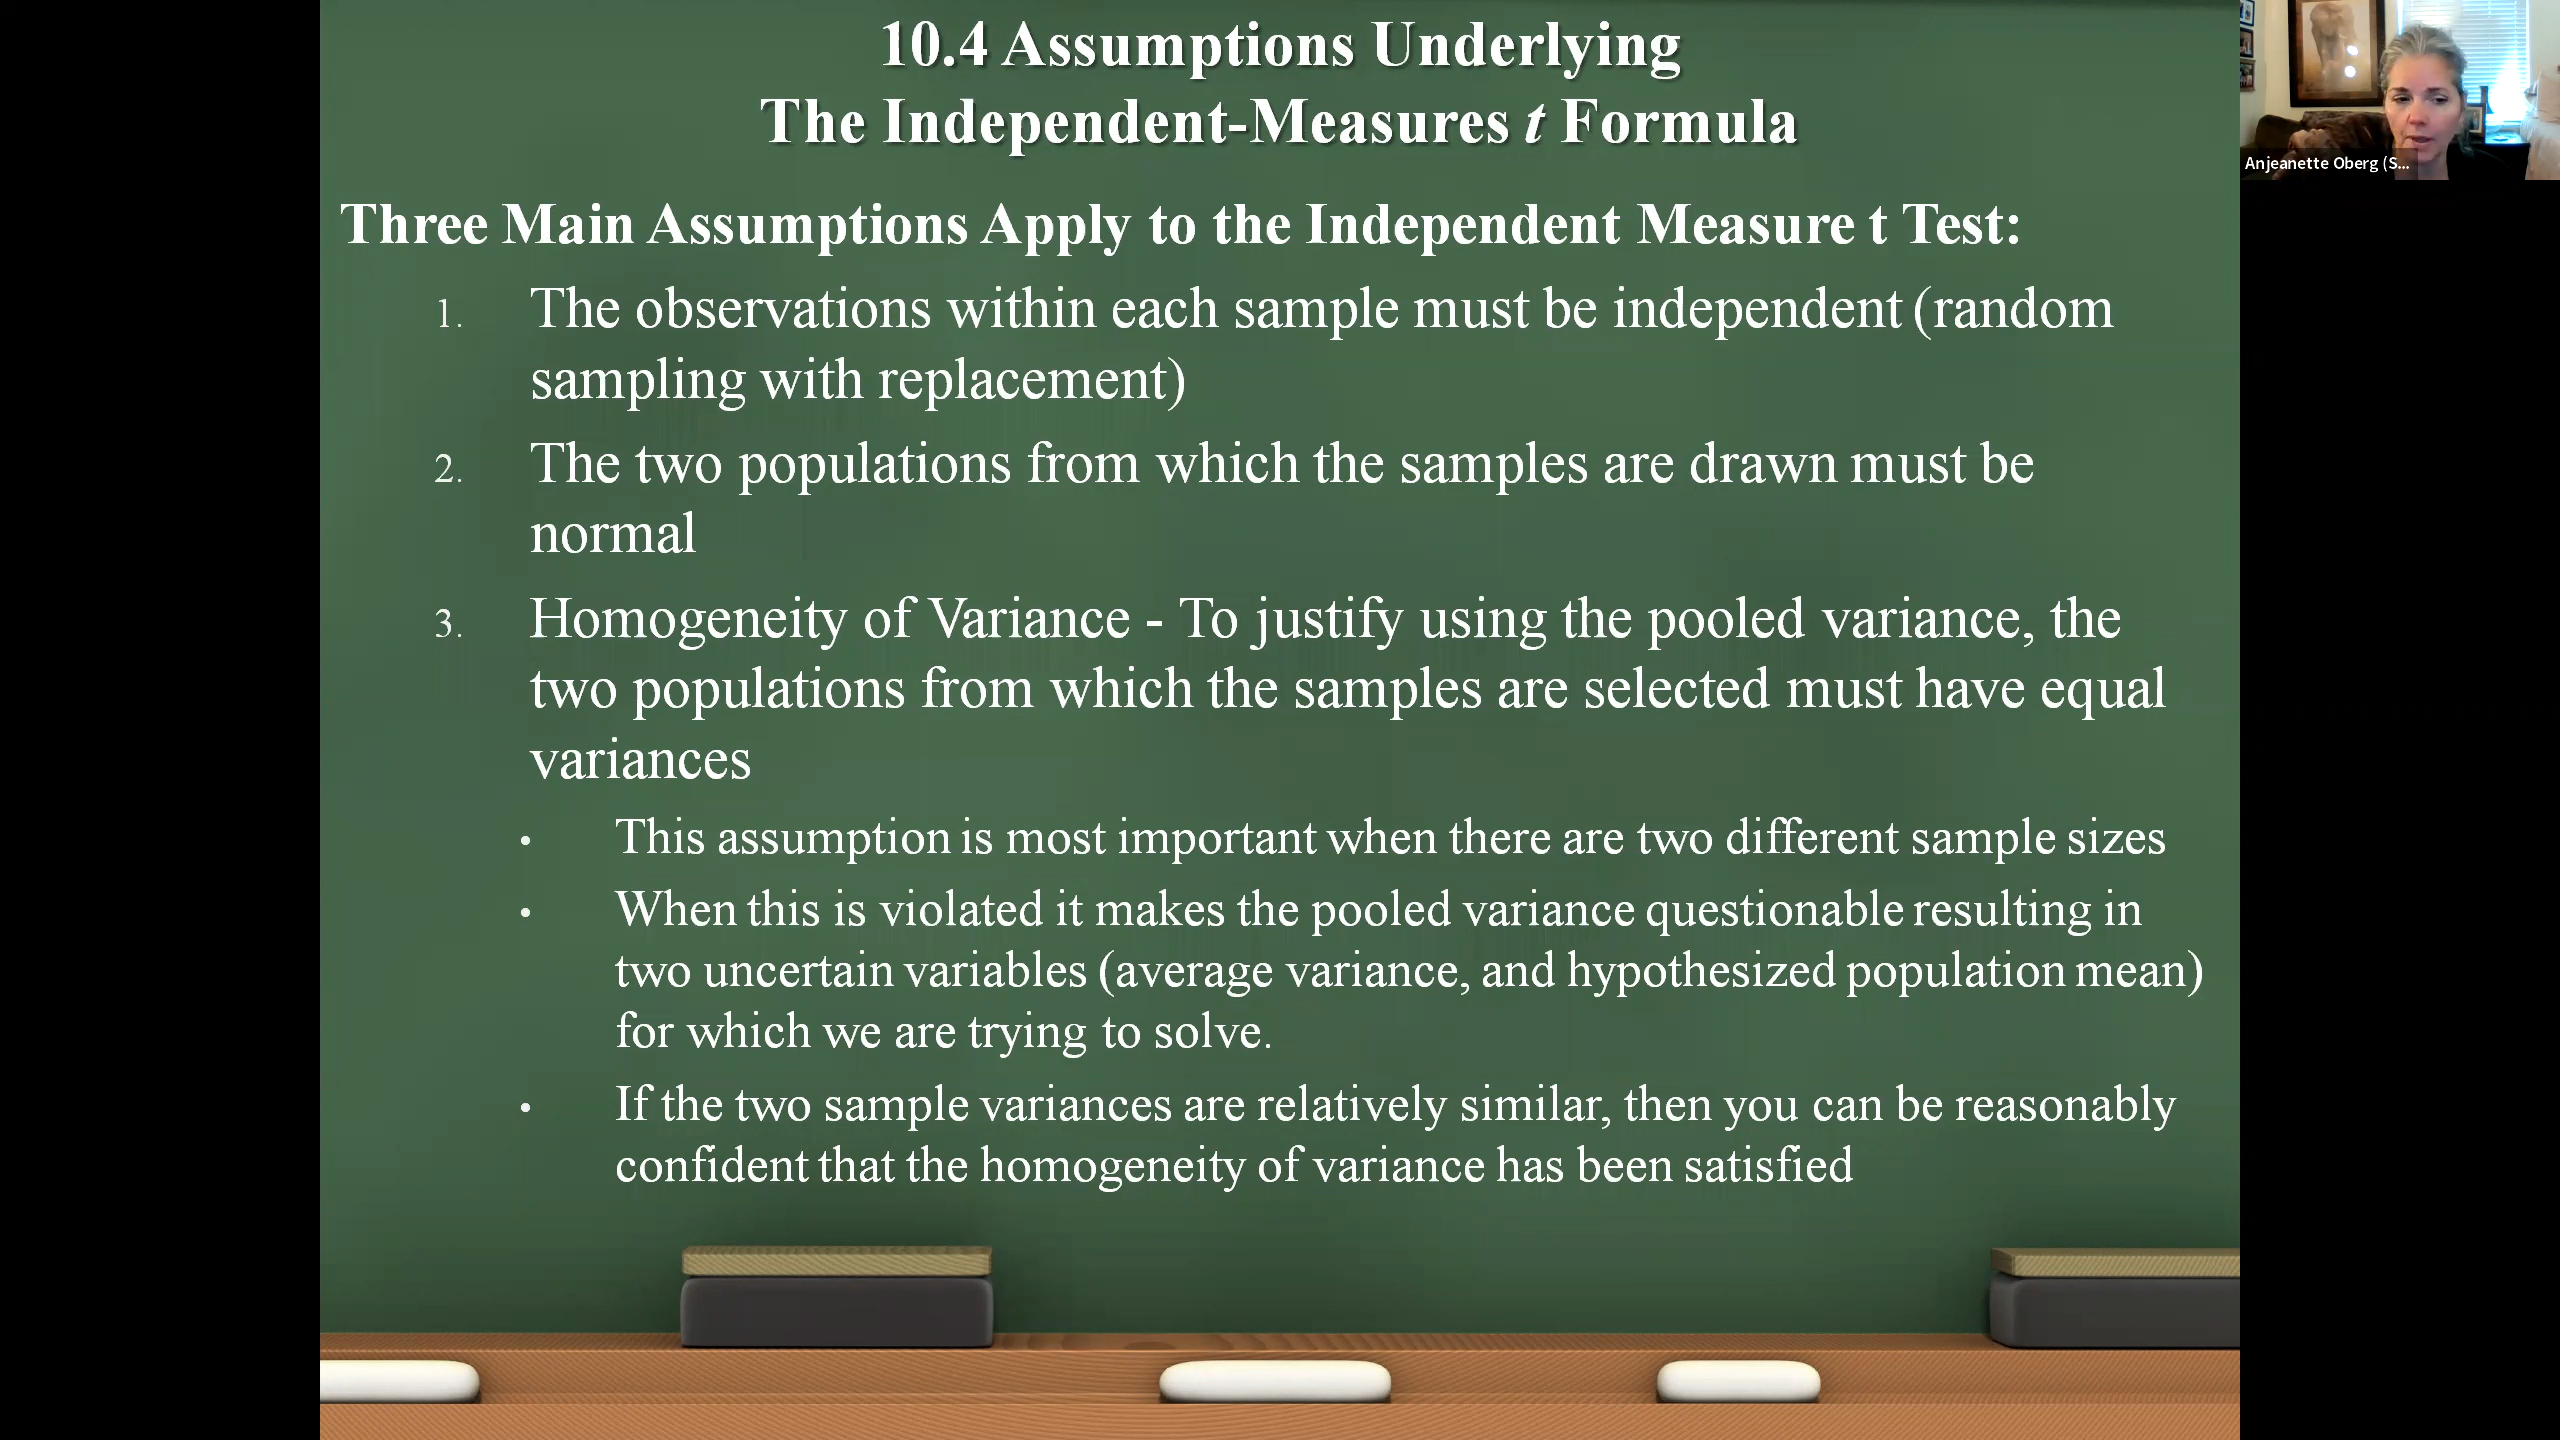 10.4 Assumptions Underlying
The Independent-Measures t Formula
Anjeanette Oberg (S...
Three Main Assumptions Apply to the Independent Measure t Test:
1. The observations within each sample must be independent (random
sampling with replacement)
2. The two populations from which the samples are drawn must be
normal
3. Homogeneity of Variance - To justify using the pooled variance, the
two populations from which the samples are selected must have equal
variances
• This assumption is most important when there are two different sample sizes
• When this is violated it makes the pooled variance questionable resulting in
two uncertain variables (average variance, and hypothesized population mean)
for which we are trying to solve.
• If the two sample variances are relatively similar, then you can be reasonably
confident that the homogeneity of variance has been satisfied